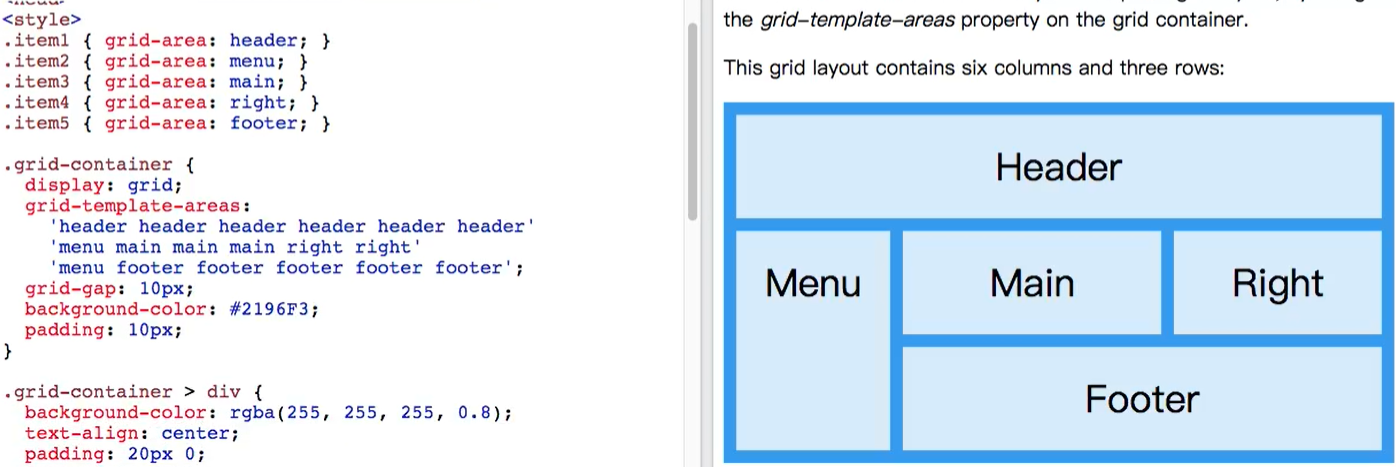 <style>
.item1 { grid-area: header; }
.item2 { grid-area: menu; }
.item3 { grid-area: main; }
.item4 { grid-area: right; }
.item5 { grid-area: footer; }
.grid-container {
display: grid;
grid-template-areas:
'header header header header header header'
'menu main main main right right'
'menu footer footer footer footer footer';
grid-gap: 10px;
background-color: #2196F3;
padding: 10px;
}
.grid-container > div {
background-color: rgba(255, 255, 255, 0.8);
text-align: center;
padding: 20px 0;
the grid-template-areas property on the grid container.
This grid layout contains six columns and three rows:
Header
Menu
Main
Right
Footer